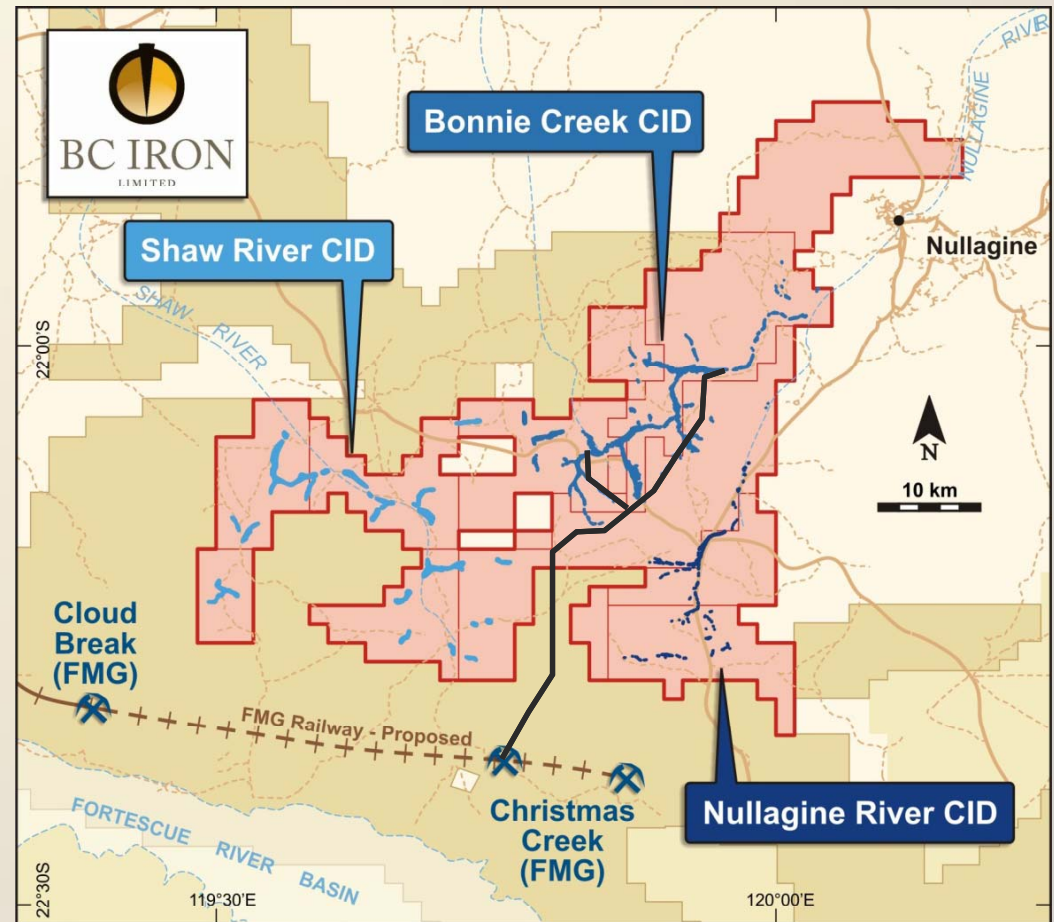 RIVER
NULLAGINE
BC IRON
LIMITED
Bonnie Creek CID
Shaw River CID
Nullagine
SHAW RIVER
22°00'S
N
10 km
Cloud
Break
(FMG)
FMG Railway - Proposed
Christmas
Creek
(FMG)
Nullagine River CID
FORTESCUE RIVER BASIN
22°30S
119°30'E
120°00'E